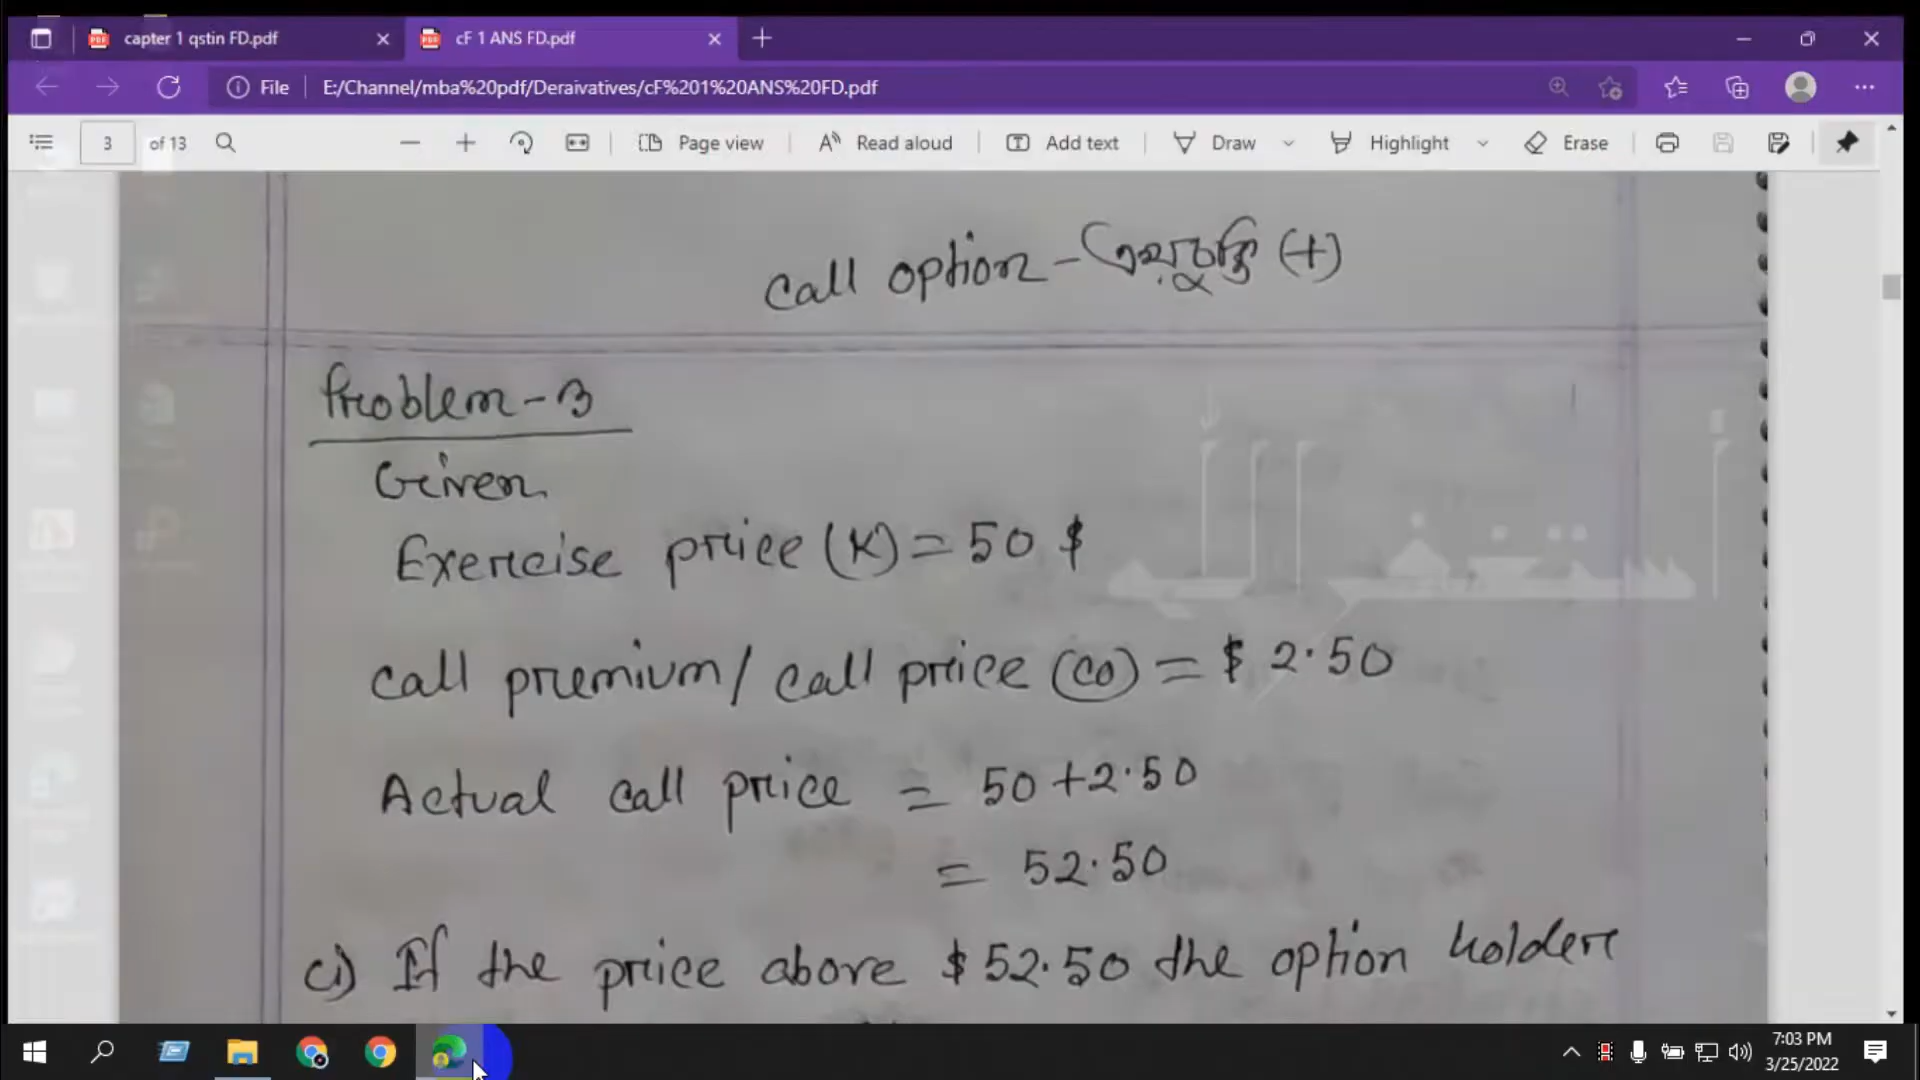 capter 1 qstin FD.pdf
cF 1 ANS FD.pdf
File
E:/Channel/mba%20pdf/Deraivatives/cF%201%20ANS%20FD.pdf
3 of 13
Page view
Read aloud
Add text
Draw
Highlight
Erase
call option - (+)
Problem-3
Given
Exercise price (K) = 50 $
call premium / call price (co) = $ 2.50
Actual call price = 50 + 2.50
= 52.50
ci) If the price above $ 52.50 the option holder
أستغفر الله
7:03 PM
3/25/2022